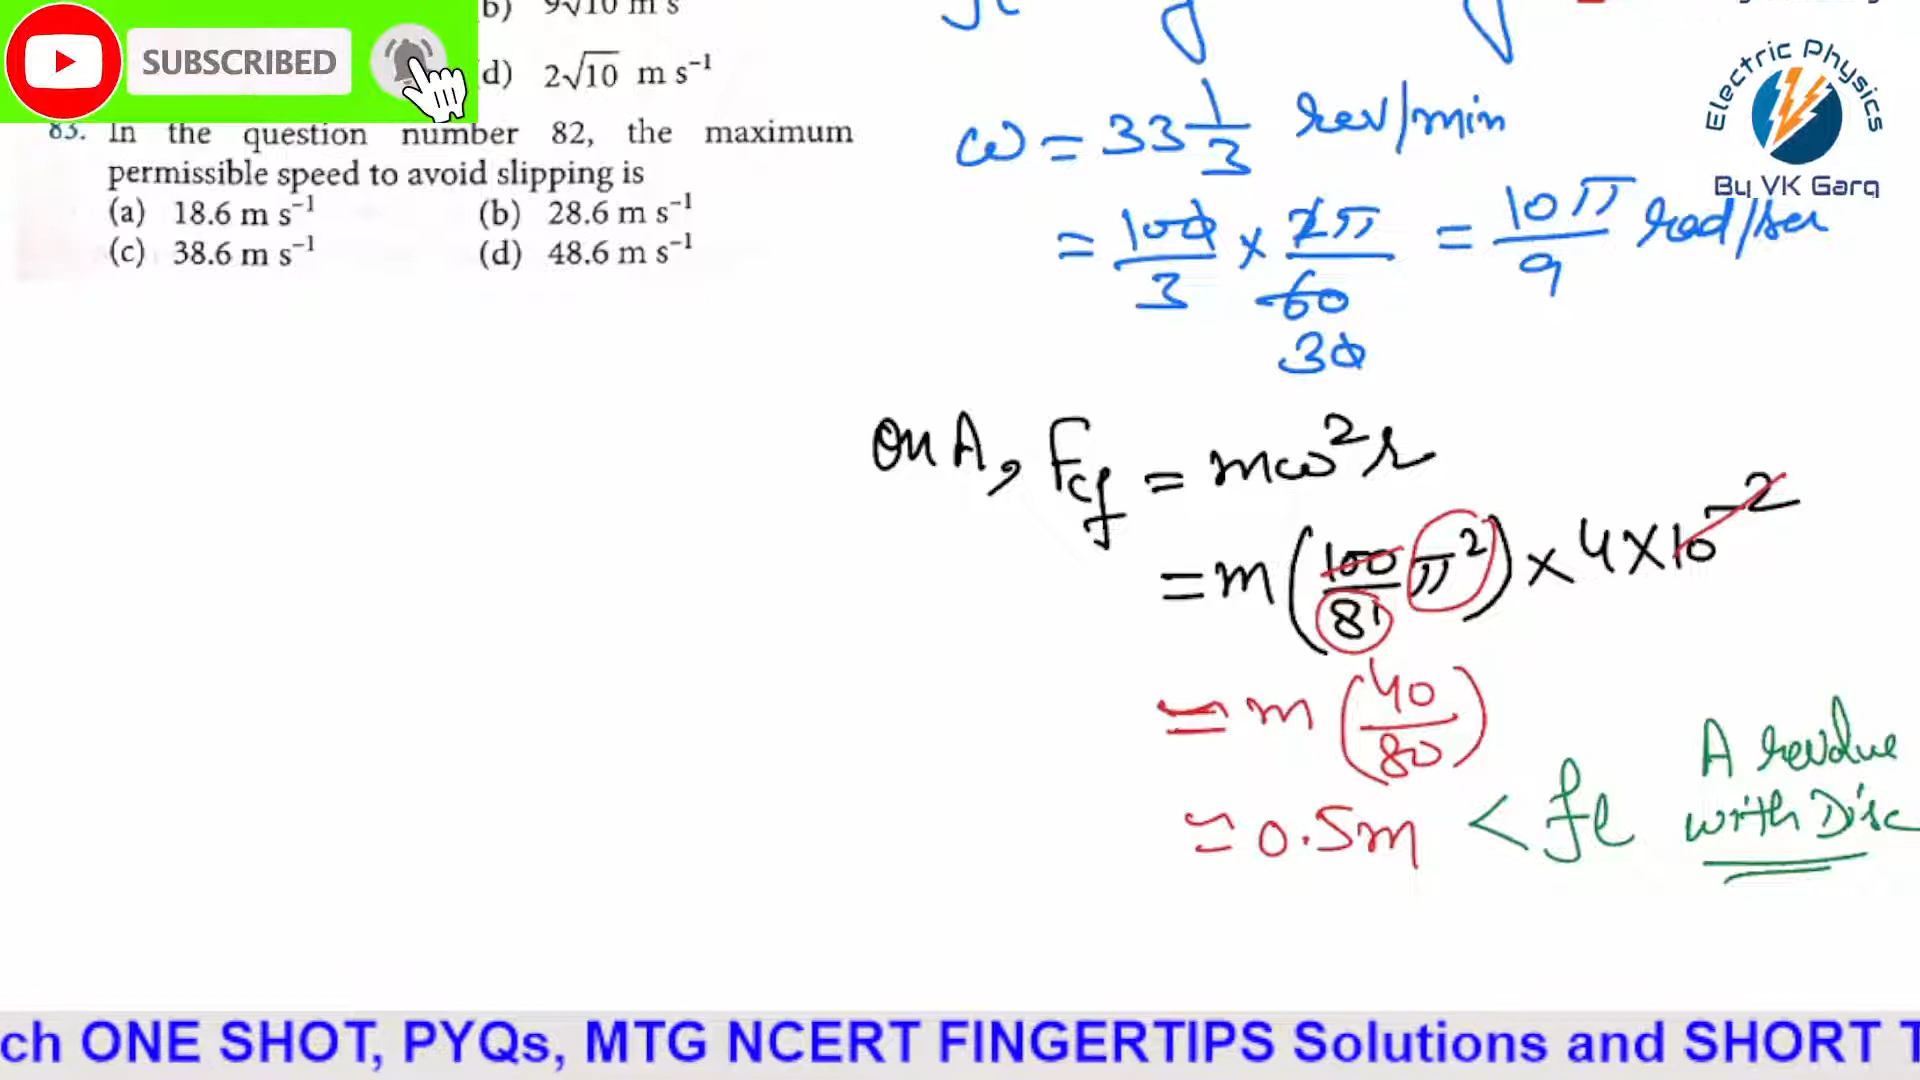 b) 9√10 m s
SUBSCRIBED
d) 2√10 m s⁻¹
83. In the question number 82, the maximum
permissible speed to avoid slipping is
(a) 18.6 m s⁻¹ (b) 28.6 m s⁻¹
(c) 38.6 m s⁻¹ (d) 48.6 m s⁻¹
Electric Physics
By VK Garg
ω = 33 1/3 rev/min
= 100/3 × 2π/60 = 10π/9 rad/sec
30
On A, Fcf = mω²r
= m(100/81 π²) × 4×10⁻²
= m(40/80)
≃ 0.5m < fl
A revolve
with Disc
ch ONE SHOT, PYQs, MTG NCERT FINGERTIPS Solutions and SHORT T